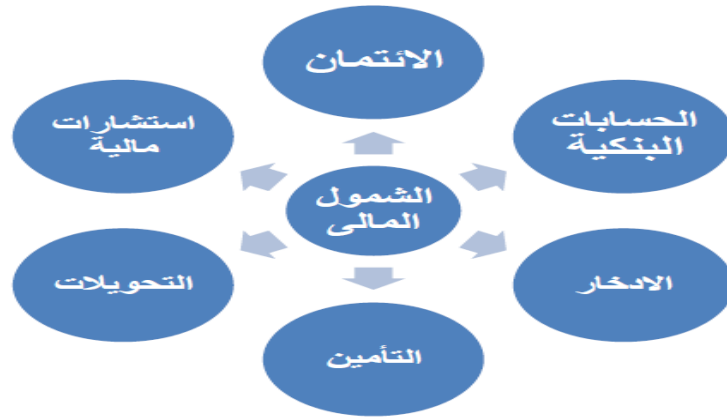 الائتمان
الحسابات
البنكية
استشارات
مالية
الشمول
المالى
الادخار
التحويلات
التأمين